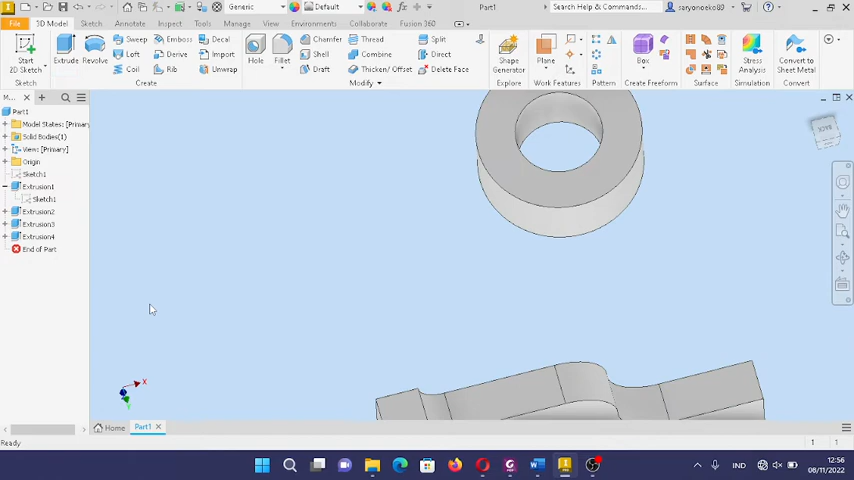 Generic
Default
Part1
Search Help & Commands...
saryonoeko89
File
3D Model
Sketch
Annotate
Inspect
Tools
Manage
View
Environments
Collaborate
Fusion 360
Start
2D Sketch
Extrude
Revolve
Sweep
Loft
Coil
Emboss
Derive
Rib
Decal
Import
Unwrap
Hole
Fillet
Chamfer
Shell
Draft
Thread
Combine
Thicken/ Offset
Split
Direct
Delete Face
Shape
Generator
Plane
Box
Stress
Analysis
Convert to
Sheet Metal
Sketch
Create
Modify
Explore
Work Features
Pattern
Create Freeform
Surface
Simulation
Convert
M...
Part1
Model States: [Primary
Solid Bodies(1)
View: [Primary]
Origin
Sketch1
Extrusion1
Sketch1
Extrusion2
Extrusion3
Extrusion4
End of Part
BACK
X
Y
Home
Part1
Ready
1
1
IND
12:56
08/11/2022